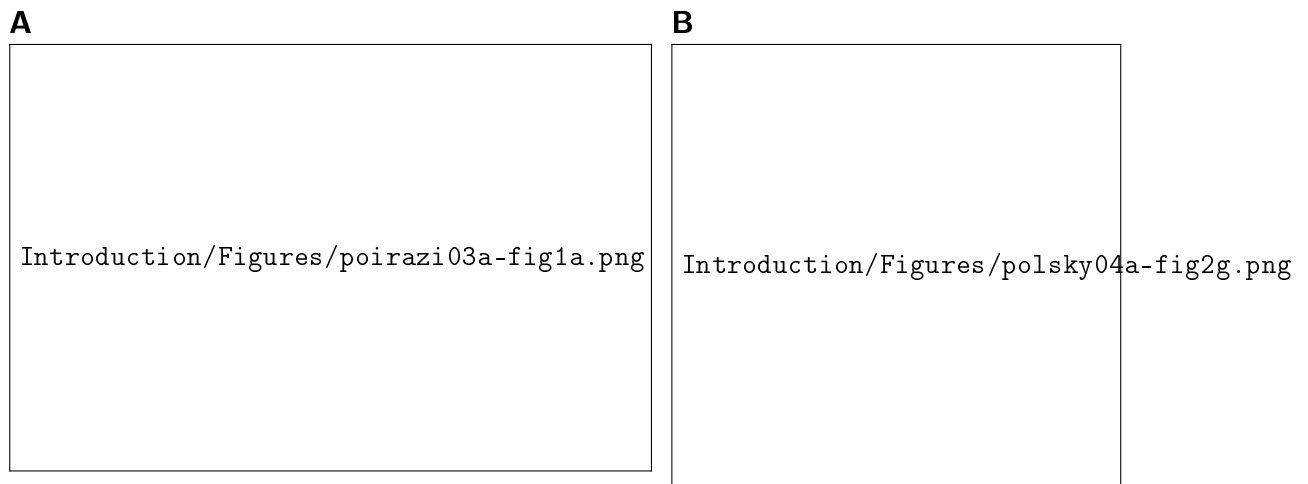 A
B
Introduction/Figures/poirazi03a-fig1a.png
Introduction/Figures/polsky04a-fig2g.png